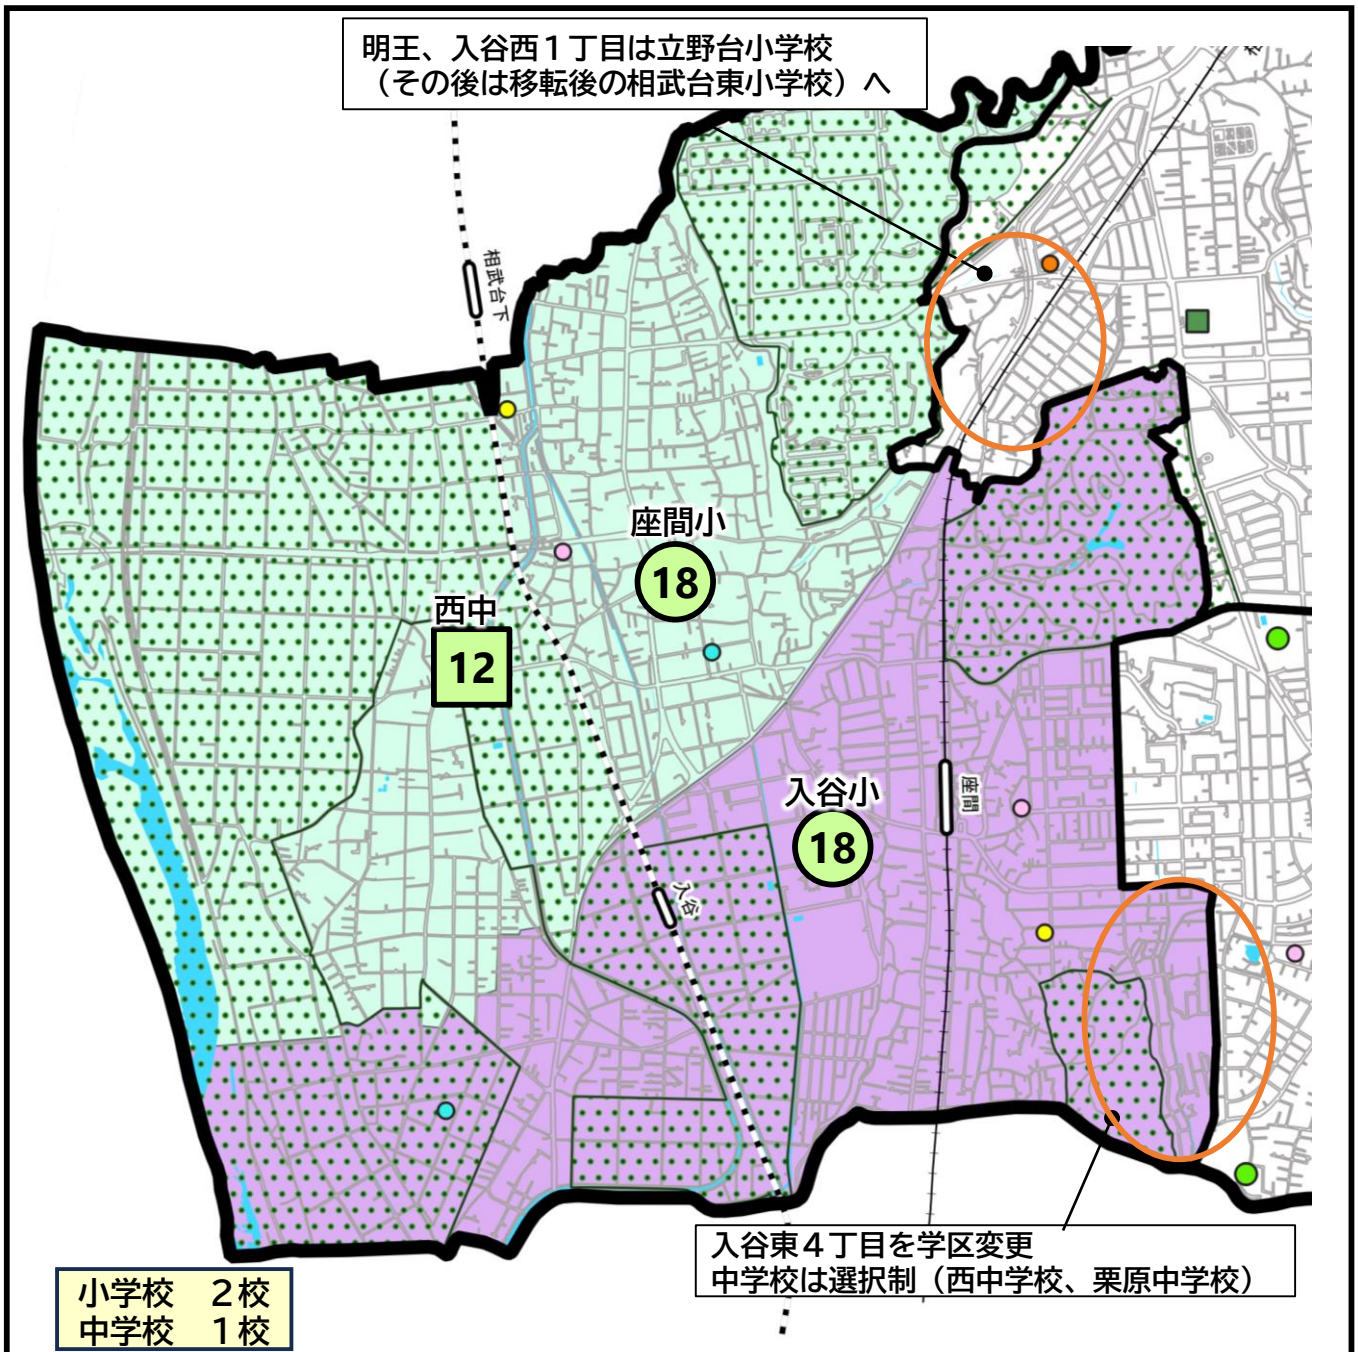 明王、入谷西１丁目は立野台小学校
（その後は移転後の相武台東小学校）へ
相武台下
座間小
18
西中
12
入谷小
18
座間
入谷
入谷東４丁目を学区変更
中学校は選択制（西中学校、栗原中学校）
小学校　２校
中学校　１校